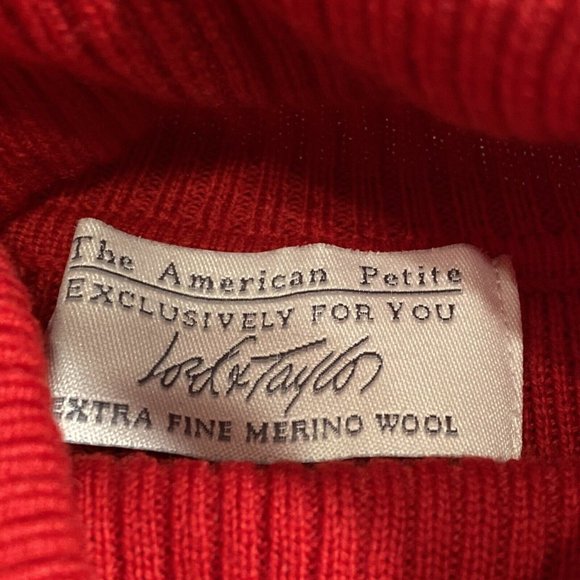 The American Petite
EXCLUSIVELY FOR YOU
Lord & Taylor
EXTRA FINE MERINO WOOL